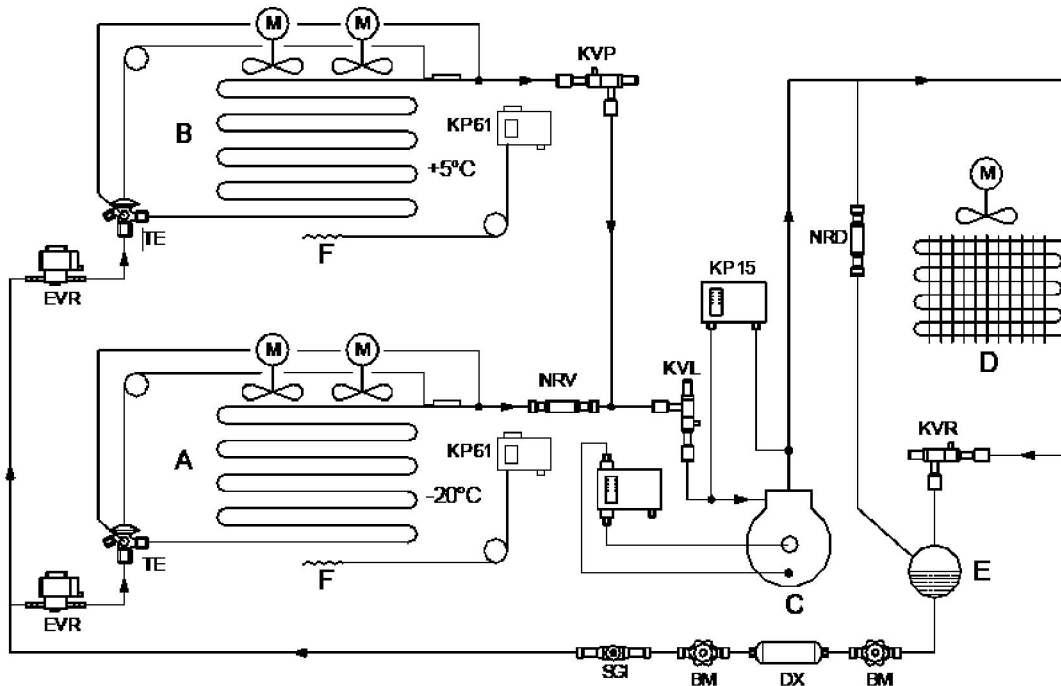 M M
KVP
B
KP61
+5°C
M
TE
F
NRD
EVR
KP15
D
M M
NRV
KVL
KVR
A
KP61
-20°C
TE
F
E
EVR
C
SGI
BM
DX
BM